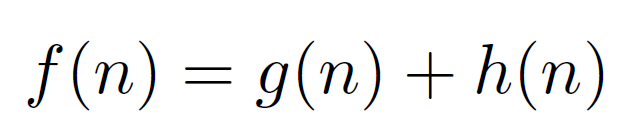 f(n) = g(n) + h(n)